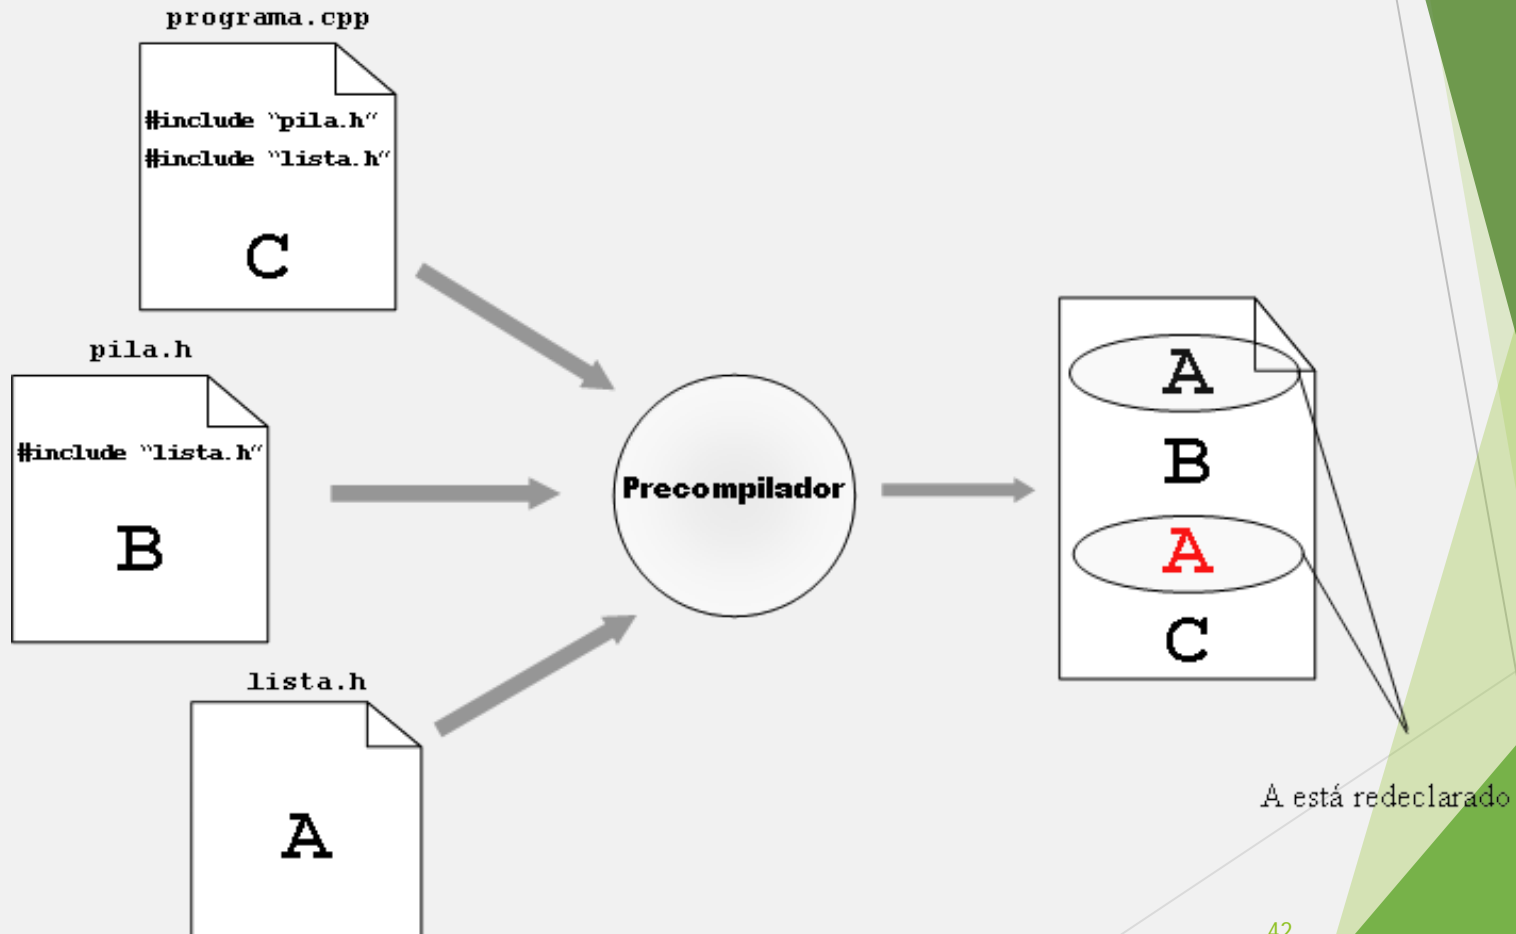 programa.cpp
#include “pila.h”
#include “lista.h”
C
pila.h
#include “lista.h”
B
lista.h
A
Precompilador
A
B
A
C
A está redeclarado
42